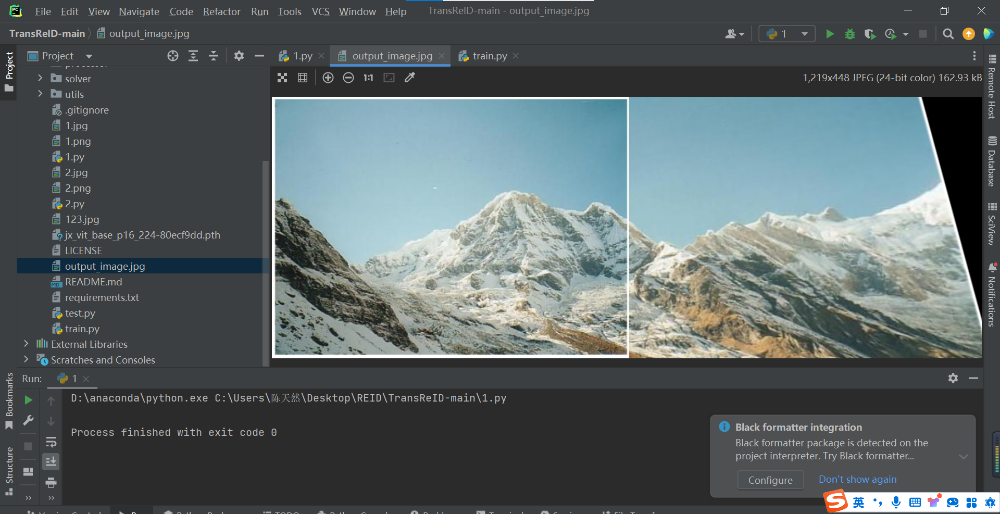 PC File Edit View Navigate Code Refactor Run Tools VCS Window Help TransReID-main - output_image.jpg
TransReID-main output_image.jpg 1
Project Project 1.py output_image.jpg train.py
1:1 1,219x448 JPEG (24-bit color) 162.93 kB
solver
utils
.gitignore
1.jpg
1.png
1.py
2.jpg
2.png
2.py
123.jpg
jx_vit_base_p16_224-80ecf9dd.pth
LICENSE
output_image.jpg
MD README.md
requirements.txt
test.py
train.py
External Libraries
Scratches and Consoles
Remote Host
Database
SciView
Notifications
Bookmarks
Structure
Run: 1
D:\anaconda\python.exe C:\Users\陈天然\Desktop\REID\TransReID-main\1.py
Process finished with exit code 0
Black formatter integration
Black formatter package is detected on the
project interpreter. Try Black formatter...
Configure Don't show again
S 英